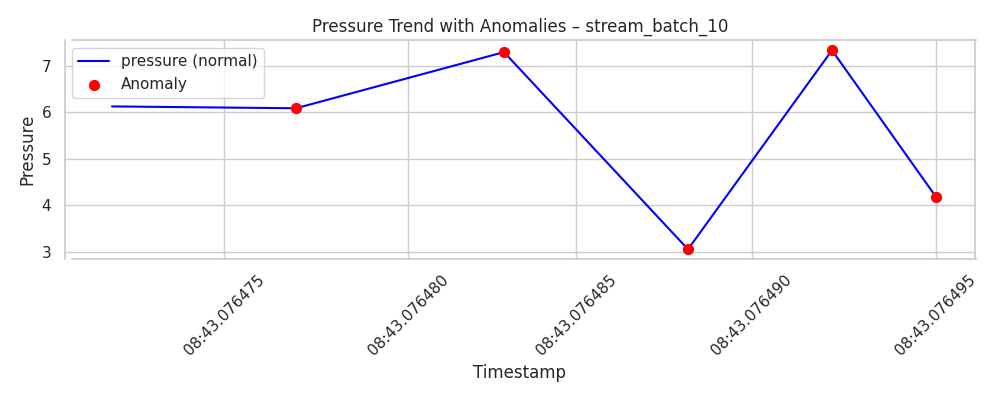 Pressure Trend with Anomalies – stream_batch_10
pressure (normal)
Anomaly
Pressure
7
6
5
4
3
08:43.076475
08:43.076480
08:43.076485
08:43.076490
08:43.076495
Timestamp